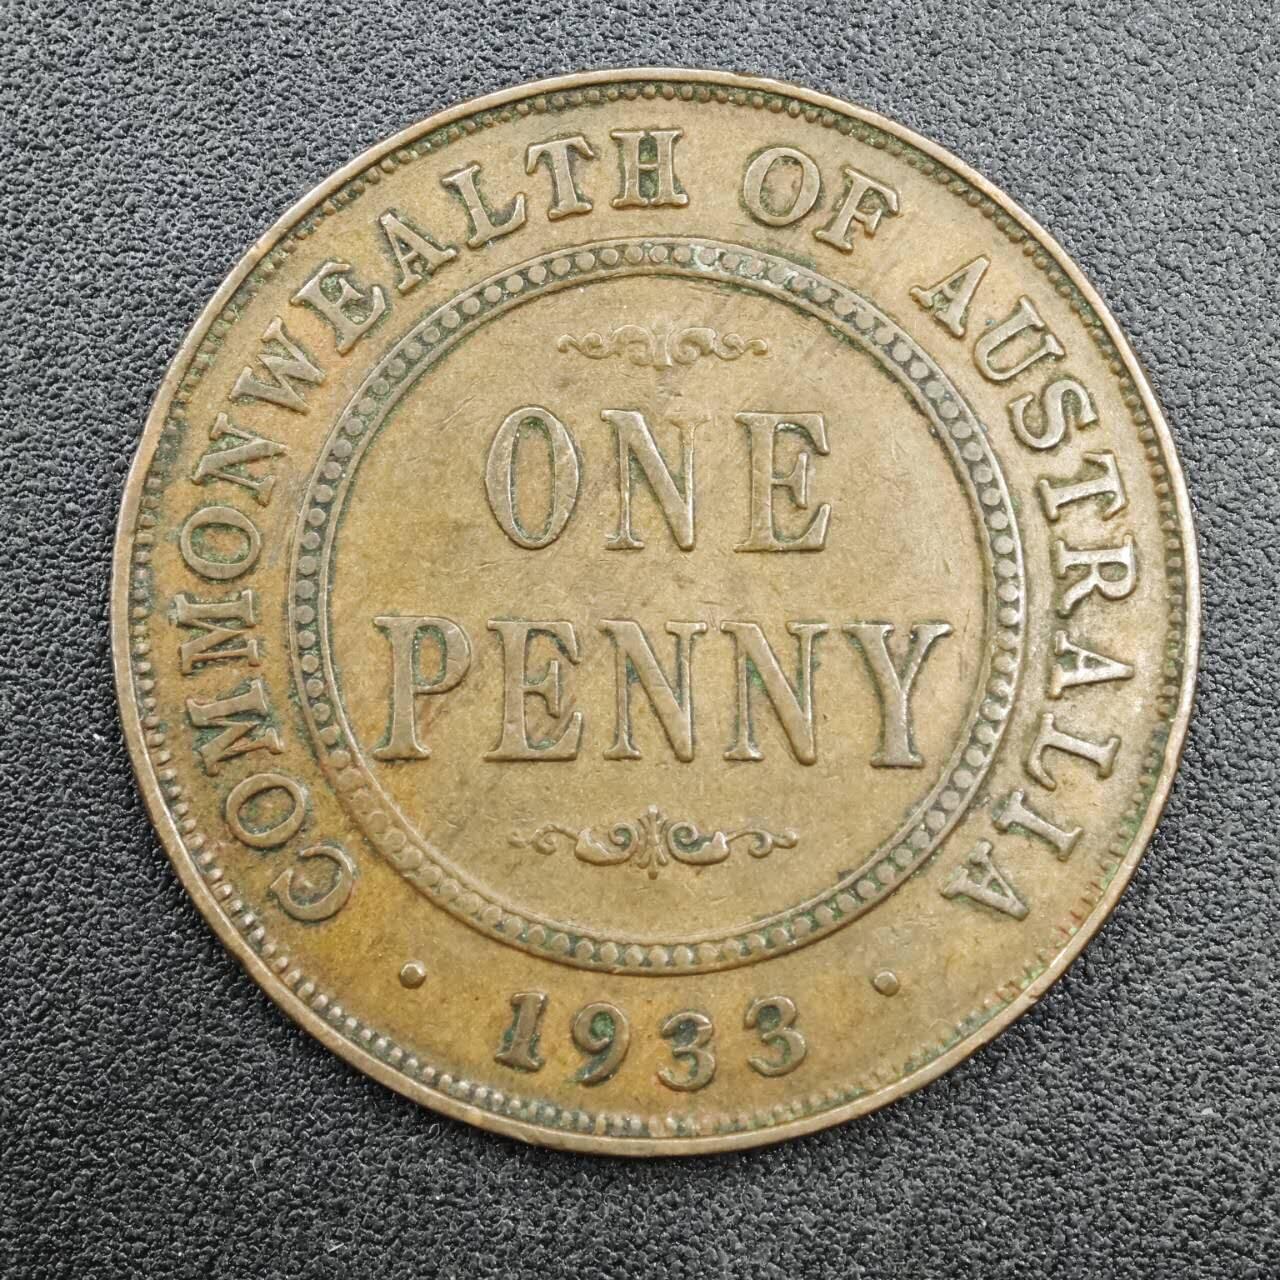 COMMONWEALTH OF AUSTRALIA
ONE
PENNY
· 1933 ·